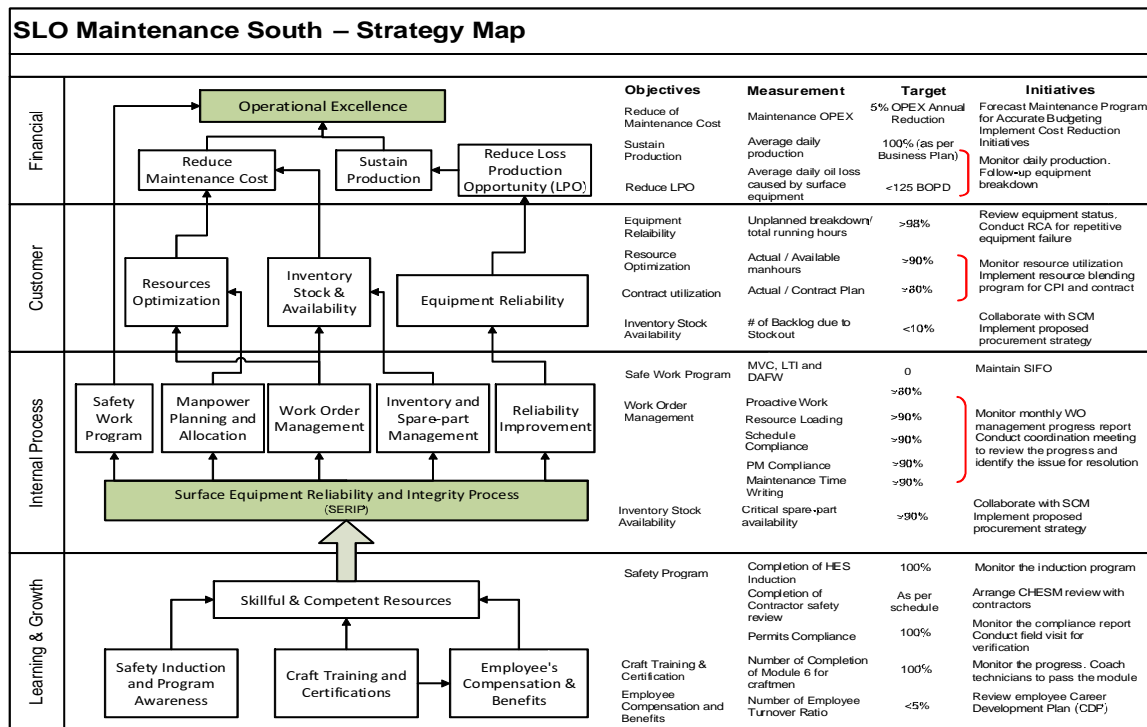 SLO Maintenance South – Strategy Map
Financial
Operational Excellence
Reduce
Maintenance Cost
Sustain
Production
Reduce Loss
Production
Opportunity (LPO)
Objectives
Measurement
Target
Initiatives
Reduce of
Maintenance Cost
Maintenance OPEX
5% OPEX Annual
Reduction
Forecast Maintenance Program
for Accurate Budgeting
Implement Cost Reduction
Initiatives
Sustain
Production
Average daily
production
100% (as per
Business Plan)
Monitor daily production.
Follow-up equipment
breakdown
Reduce LPO
Average daily oil loss
caused by surface
equipment
<125 BOPD
Customer
Resources
Optimization
Inventory
Stock &
Availability
Equipment Reliability
Equipment
Relaibility
Unplanned breakdown/
total running hours
>98%
Review equipment status,
Conduct RCA for repetitive
equipment failure
Resource
Optimization
Actual / Available
manhours
>90%
Monitor resource utilization
Implement resource blending
program for CPI and contract
Contract utilization
Actual / Contract Plan
>80%
Inventory Stock
Availability
# of Backlog due to
Stockout
<10%
Collaborate with SCM
Implement proposed
procurement strategy
Internal Process
Safety
Work
Program
Manpower
Planning and
Allocation
Work Order
Management
Inventory and
Spare-part
Management
Reliability
Improvement
Surface Equipment Reliability and Integrity Process
(SERIP)
Safe Work Program
MVC, LTI and
DAFW
0
Maintain SIFO
Work Order
Management
Proactive Work
>80%
Resource Loading
>90%
Schedule
Compliance
>90%
PM Compliance
>90%
Maintenance Time
Writing
>90%
Monitor monthly WO
management progress report
Conduct coordination meeting
to review the progress and
identify the issue for resolution
Inventory Stock
Availability
Critical spare-part
availability
>90%
Collaborate with SCM
Implement proposed
procurement strategy
Learning & Growth
Skillful & Competent Resources
Safety Induction
and Program
Awareness
Craft Training and
Certifications
Employee's
Compensation &
Benefits
Safety Program
Completion of HES
Induction
100%
Monitor the induction program
Completion of
Contractor safety
review
As per
schedule
Arrange CHESM review with
contractors
Permits Compliance
100%
Monitor the compliance report
Conduct field visit for
verification
Craft Training &
Certification
Number of Completion
of Module 6 for
craftmen
100%
Monitor the progress. Coach
technicians to pass the module
Employee
Compensation and
Benefits
Number of Employee
Turnover Ratio
<5%
Review employee Career
Development Plan (CDP)